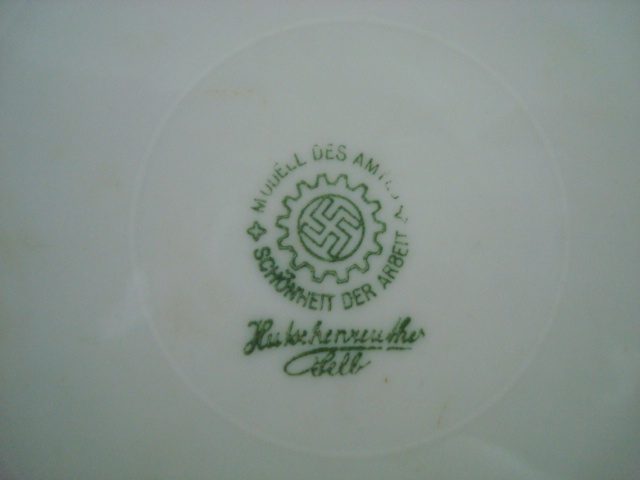 MODELL DES AMTES
SCHÖNHEIT DER ARBEIT
Hutschenreuther
Selb